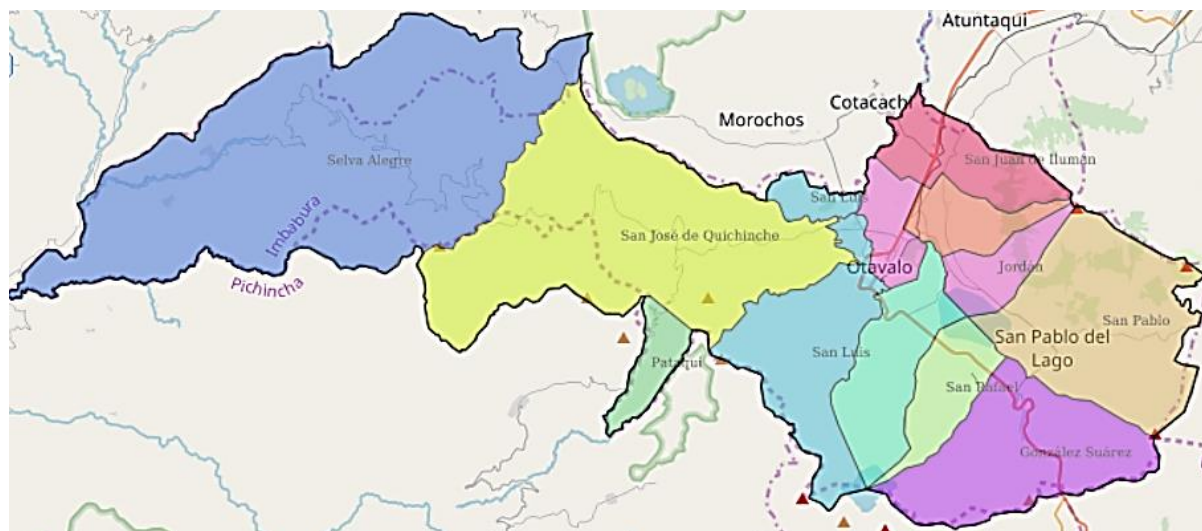 Atuntaqui
Cotacach
Morochos
San Juan de Ilumán
Selva Alegre
San Luis
Imbabura
San José de Quichinche
Otavalo
Jordán
Pichincha
San Pablo
San Pablo del
Lago
San Luis
Pataquí
San Rafael
González Suárez